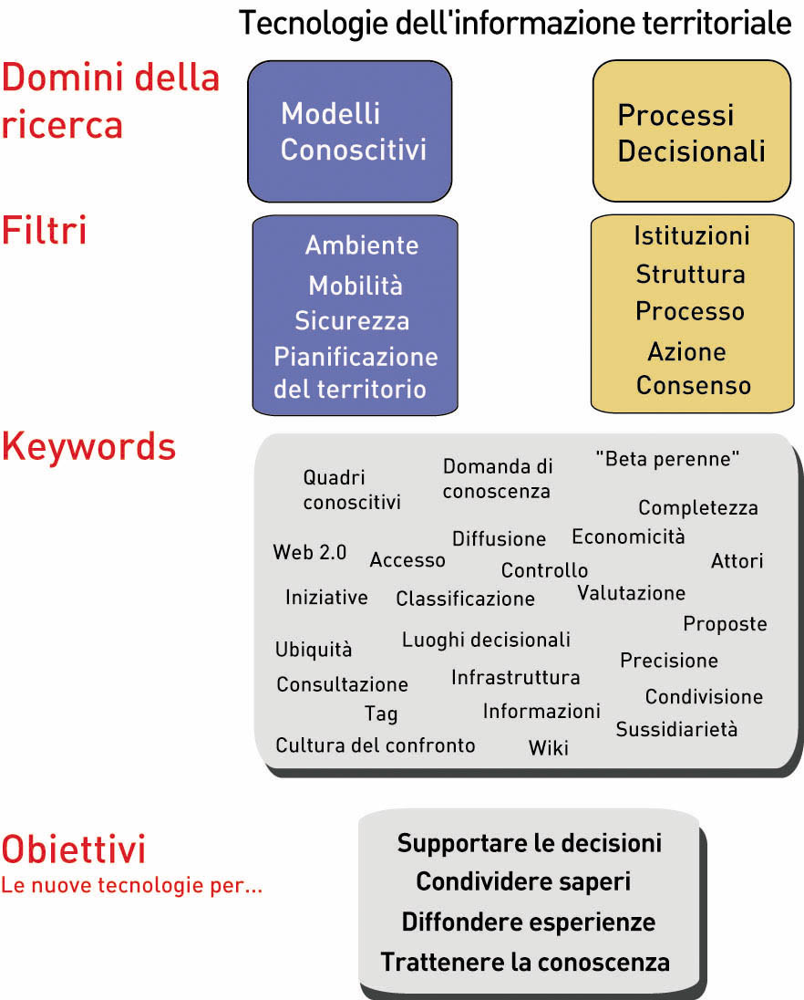 Tecnologie dell'informazione territoriale
Domini della
ricerca
Modelli
Conoscitivi
Processi
Decisionali
Filtri
Ambiente
Mobilità
Sicurezza
Pianificazione
del territorio
Istituzioni
Struttura
Processo
Azione
Consenso
Keywords
Quadri
conoscitivi
Domanda di
conoscenza
"Beta perenne"
Completezza
Web 2.0
Accesso
Diffusione
Economicità
Controllo
Attori
Iniziative
Classificazione
Valutazione
Proposte
Ubiquità
Luoghi decisionali
Precisione
Consultazione
Infrastruttura
Condivisione
Tag
Informazioni
Sussidiarietà
Cultura del confronto
Wiki
Obiettivi
Le nuove tecnologie per...
Supportare le decisioni
Condividere saperi
Diffondere esperienze
Trattenere la conoscenza